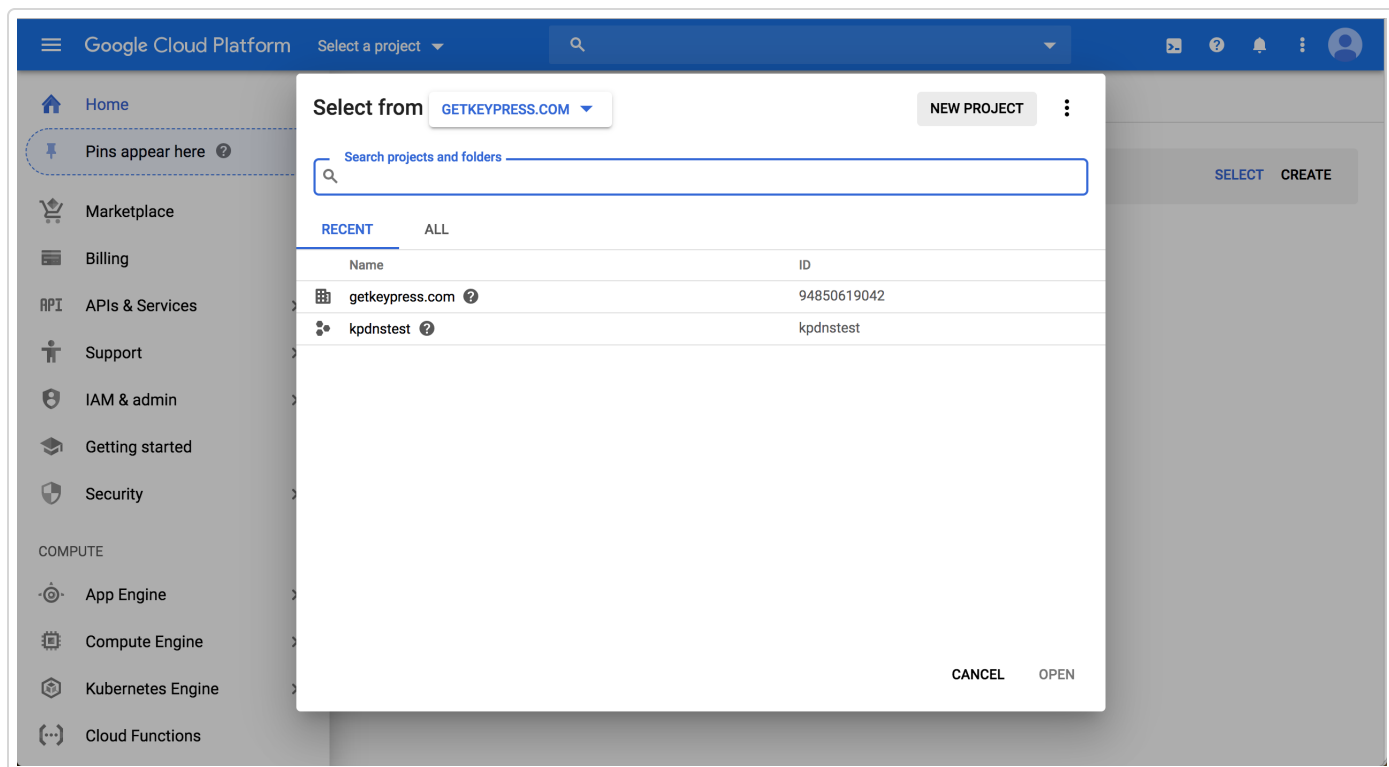 Google Cloud Platform Select a project
Home
Pins appear here
Marketplace
Billing
API APIs & Services
Support
IAM & admin
Getting started
Security
COMPUTE
App Engine
Compute Engine
Kubernetes Engine
Cloud Functions
Select from GETKEYPRESS.COM NEW PROJECT
Search projects and folders
RECENT ALL
Name ID
getkeypress.com 94850619042
kpdnstest kpdnstest
CANCEL OPEN
SELECT CREATE